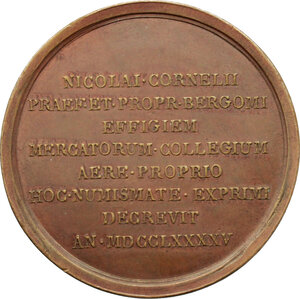 NICOLAI·CORNELII
PRAEF·ET·PROPR·BERGOMI
EFFIGIEM
MERCATORUM·COLLEGIUM
AERE·PROPRIO
HOC·NUMISMATE·EXPRIMI
DECREVIT
AN·MDCCLXXXXV